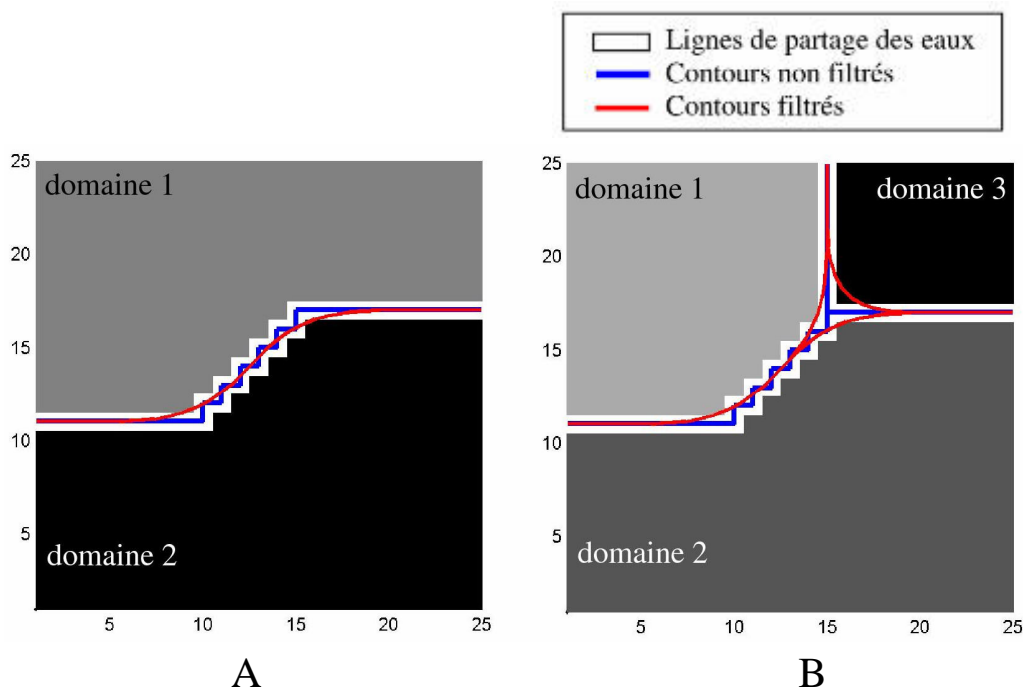 Lignes de partage des eaux
Contours non filtrés
Contours filtrés
25
20
15
10
5
domaine 1
domaine 2
5
10
15
20
25
A
25
20
15
10
5
domaine 1
domaine 3
domaine 2
5
10
15
20
25
B